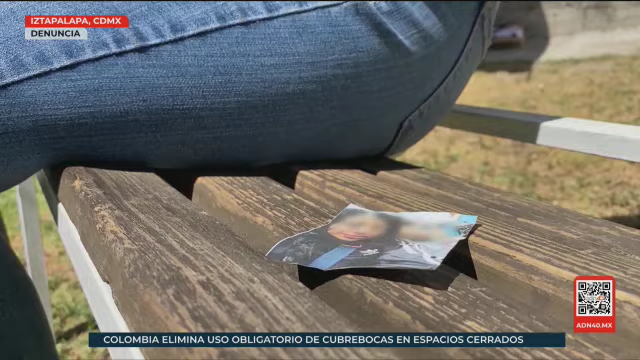 IZTAPALAPA, CDMX
DENUNCIA
ADN40.MX
COLOMBIA ELIMINA USO OBLIGATORIO DE CUBREBOCAS EN ESPACIOS CERRADOS